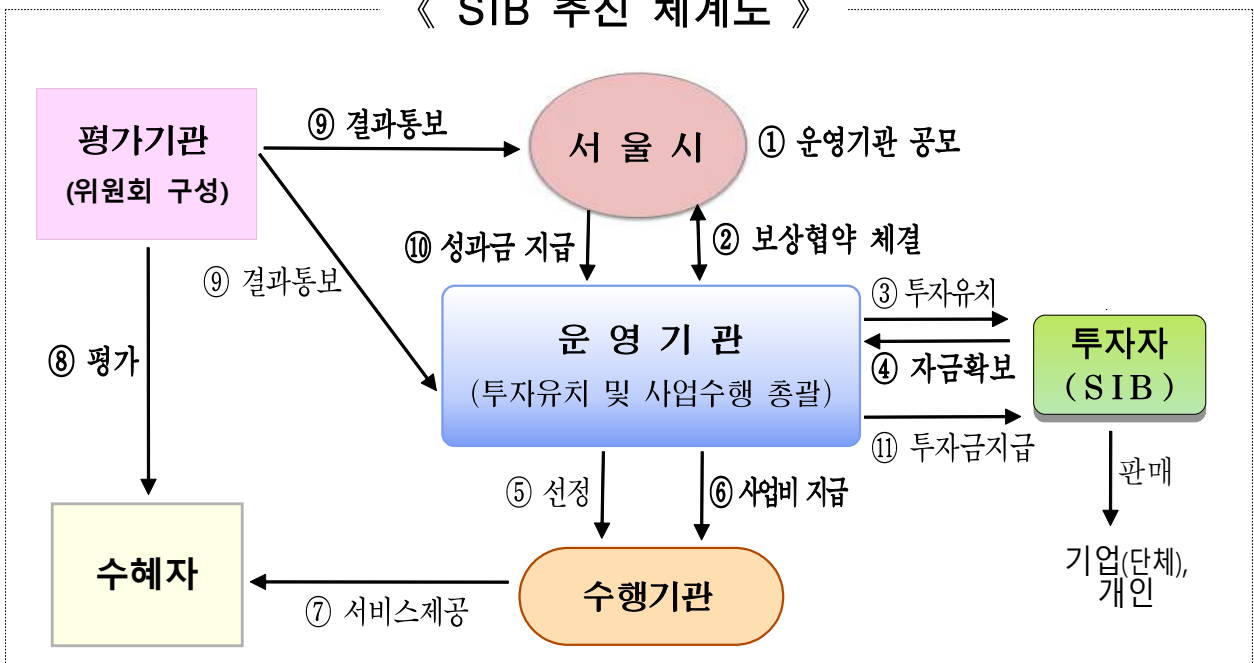 《 SIB 추진 체계도 》
평가기관
(위원회 구성)
⑨ 결과통보
서 울 시
① 운영기관 공모
⑩ 성과금 지급
② 보상협약 체결
⑨ 결과통보
③ 투자유치
운 영 기 관
(투자유치 및 사업수행 총괄)
④ 자금확보
투자자
(SIB)
⑧ 평가
⑪ 투자금지급
판매
⑤ 선정
⑥ 사업비 지급
기업(단체),
개인
수혜자
⑦ 서비스제공
수행기관